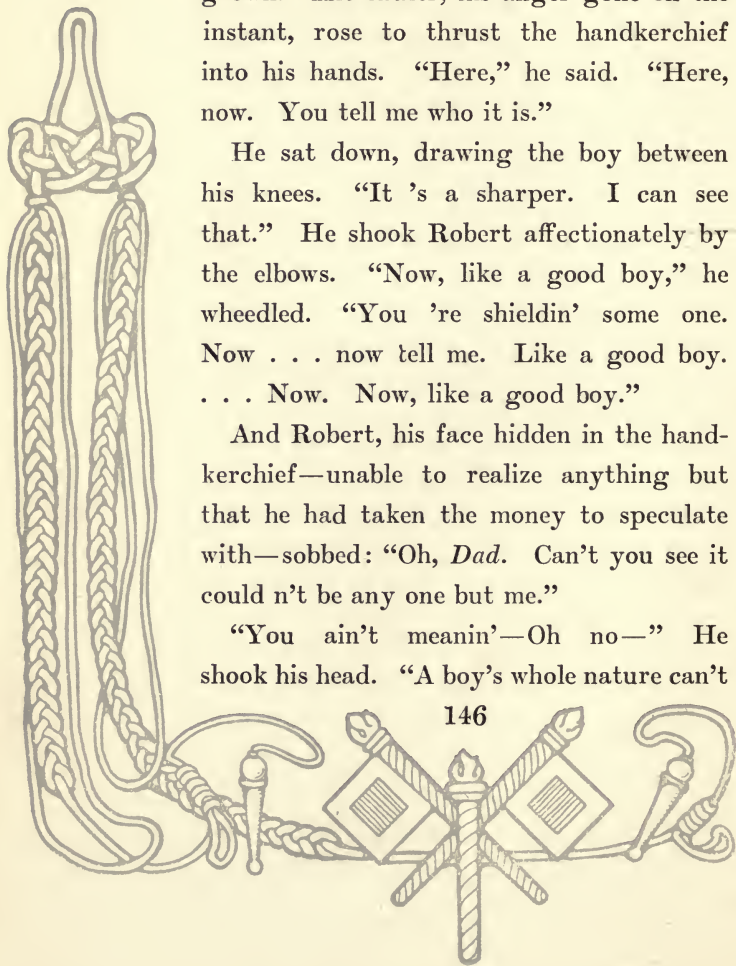 instant, rose to thrust the handkerchief
into his hands. “Here,” he said. “Here,
now. You tell me who it is.”
He sat down, drawing the boy between
his knees. “It ’s a sharper. I can see
that.” He shook Robert affectionately by
the elbows. “Now, like a good boy,” he
wheedled. “You ’re shieldin’ some one.
Now . . . now tell me. Like a good boy.
. . . Now. Now, like a good boy.”
And Robert, his face hidden in the hand-
kerchief—unable to realize anything but
that he had taken the money to speculate
with—sobbed: “Oh, Dad. Can’t you see it
could n’t be any one but me.”
“You ain’t meanin’—Oh no—” He
shook his head. “A boy’s whole nature can’t
146